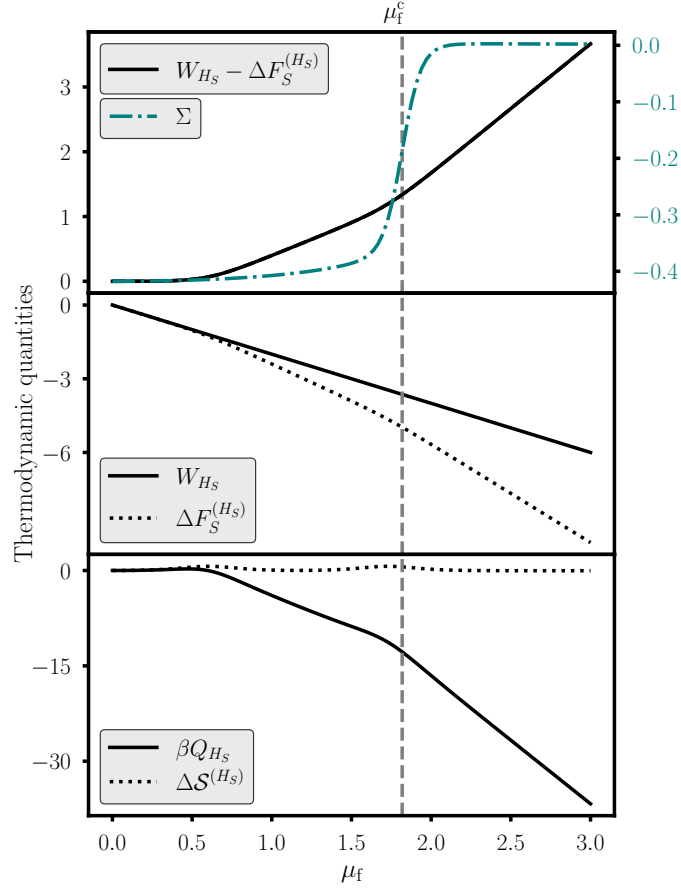 μ_f^c
W_{H_S} − ΔF_S^{(H_S)}
Σ
3
2
1
0
0.0
−0.1
−0.2
−0.3
−0.4
Thermodynamic quantities
0
−3
−6
W_{H_S}
ΔF_S^{(H_S)}
0
−15
−30
βQ_{H_S}
Δ𝒮^{(H_S)}
0.0 0.5 1.0 1.5 2.0 2.5 3.0
μ_f